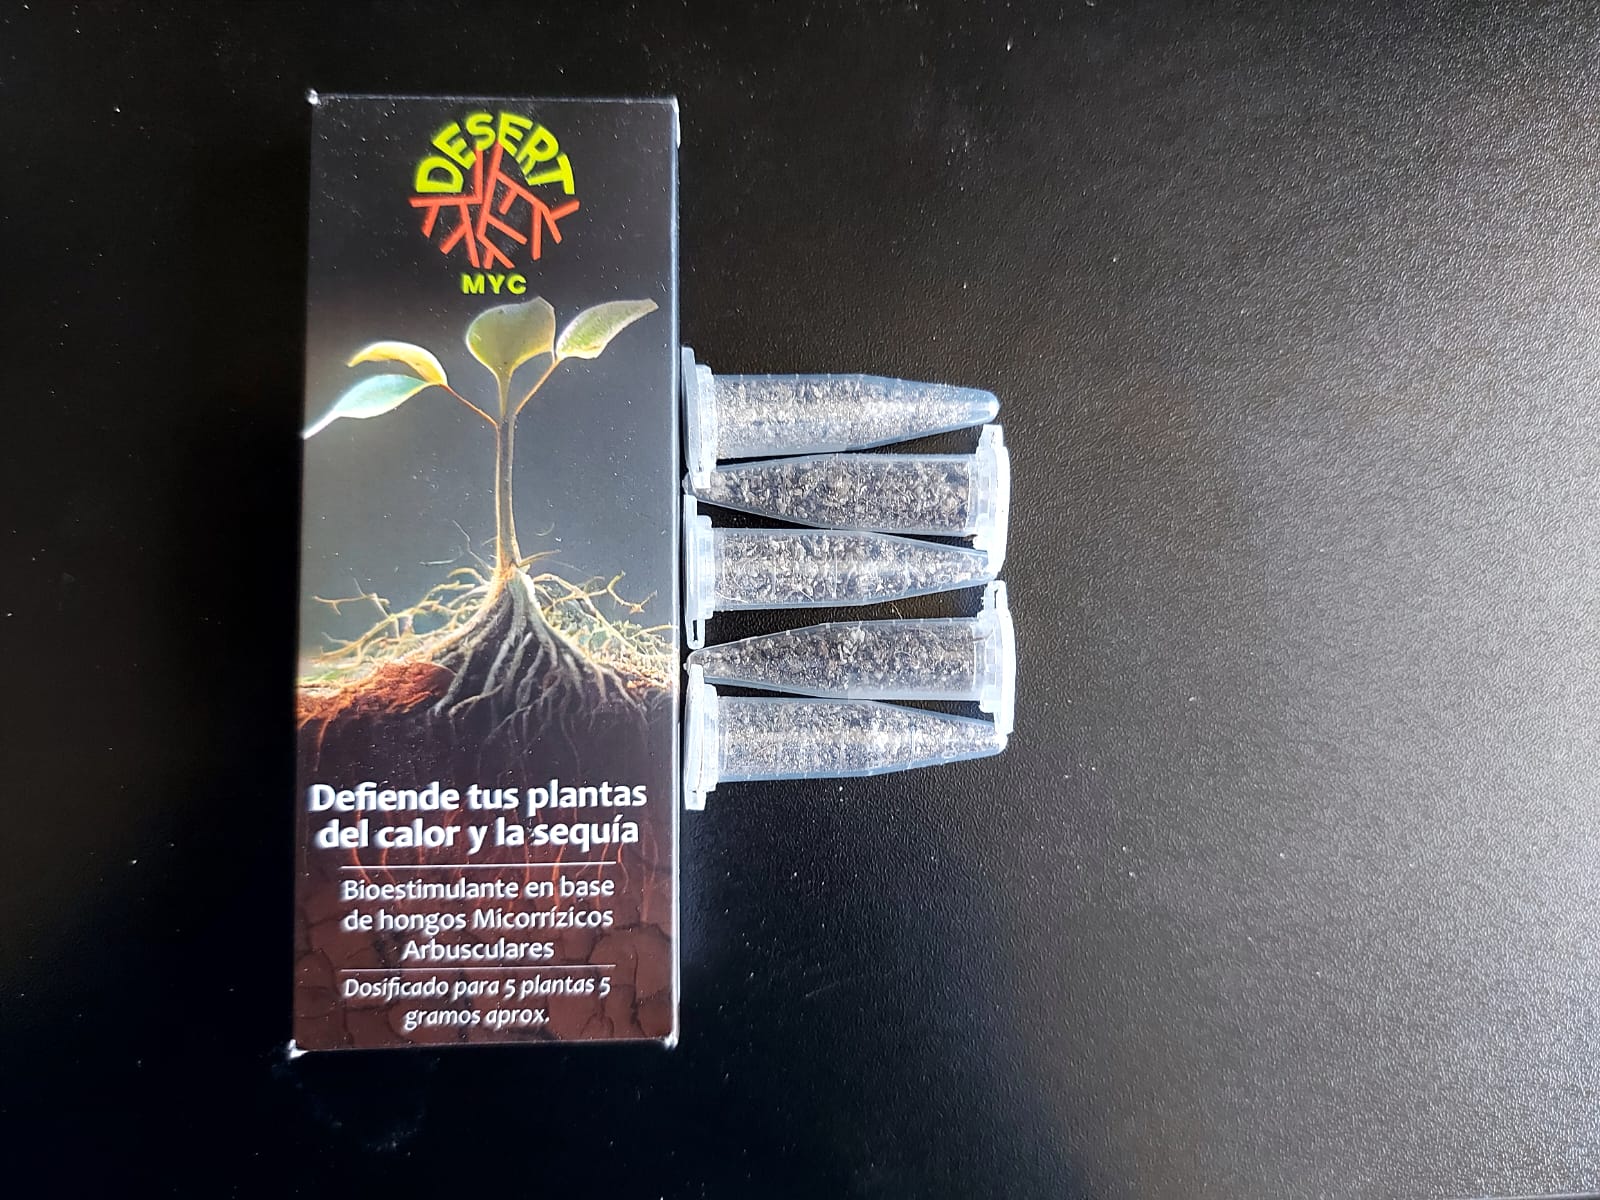 DESERT
MYC
Defiende tus plantas
del calor y la sequía
Bioestimulante en base
de hongos Micorrízicos
Arbusculares
Dosificado para 5 plantas 5
gramos aprox.